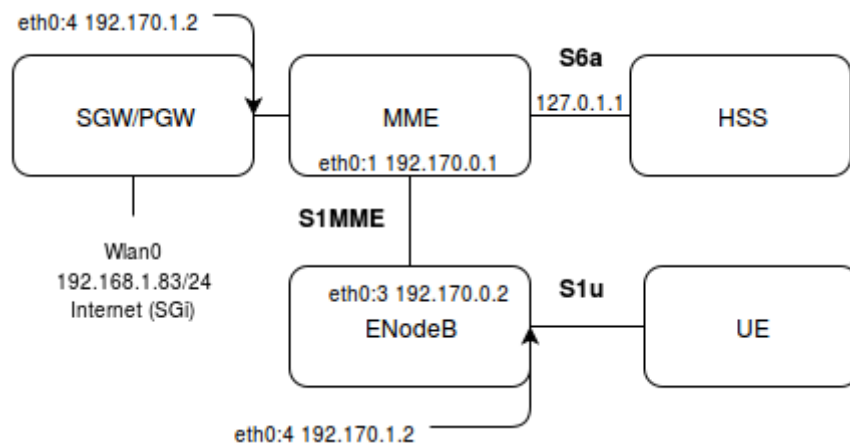 eth0:4 192.170.1.2
SGW/PGW
MME
S6a
127.0.1.1
HSS
eth0:1 192.170.0.1
S1MME
Wlan0
192.168.1.83/24
Internet (SGi)
eth0:3 192.170.0.2
ENodeB
S1u
UE
eth0:4 192.170.1.2